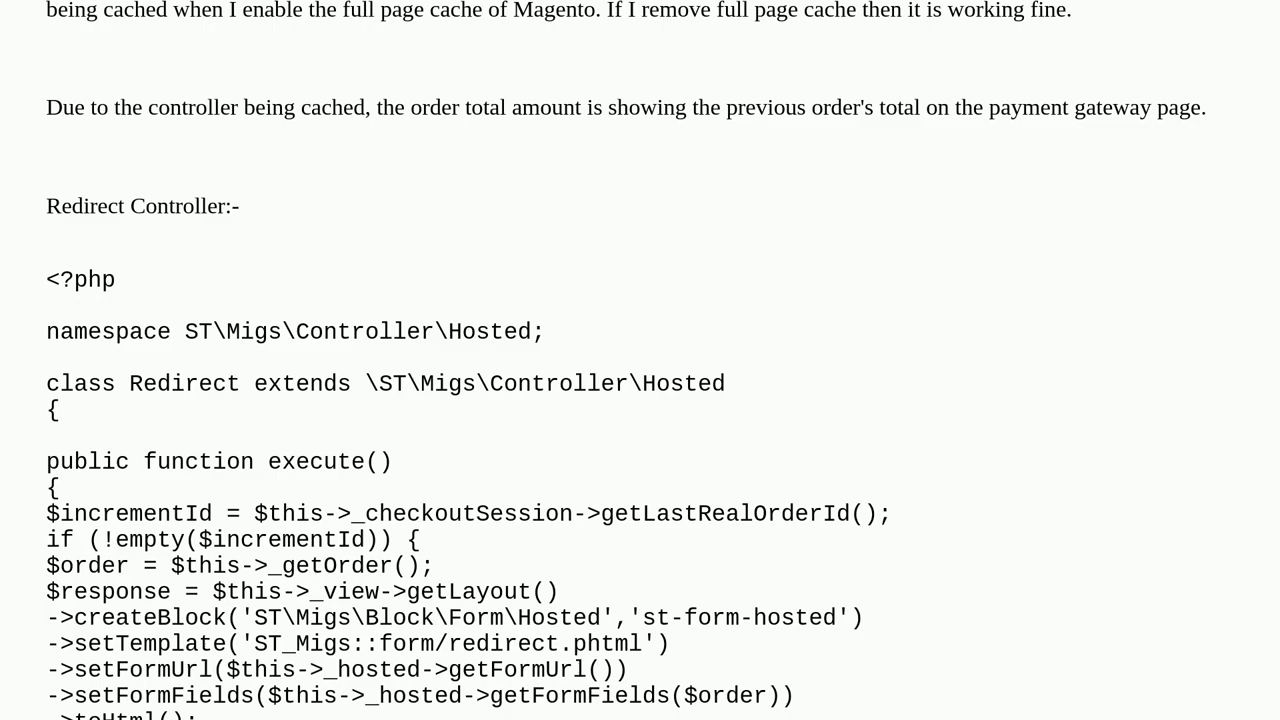 being cached when I enable the full page cache of Magento. If I remove full page cache then it is working fine.
Due to the controller being cached, the order total amount is showing the previous order's total on the payment gateway page.
Redirect Controller:-
<?php
namespace ST\Migs\Controller\Hosted;
class Redirect extends \ST\Migs\Controller\Hosted
{
public function execute()
{
$incrementId = $this->_checkoutSession->getLastRealOrderId();
if (!empty($incrementId)) {
$order = $this->_getOrder();
$response = $this->_view->getLayout()
->createBlock('ST\Migs\Block\Form\Hosted','st-form-hosted')
->setTemplate('ST_Migs::form/redirect.phtml')
->setFormUrl($this->_hosted->getFormUrl())
->setFormFields($this->_hosted->getFormFields($order))
->toHtml();